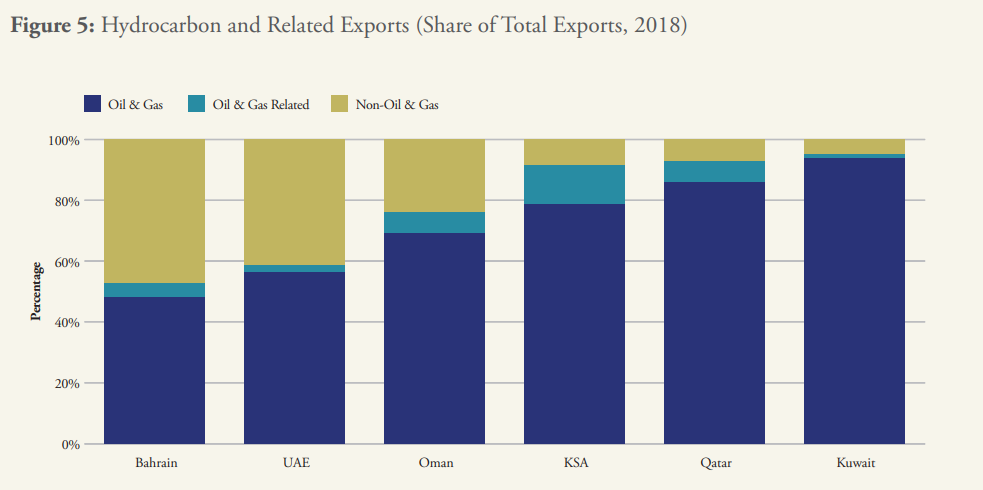 Figure 5: Hydrocarbon and Related Exports (Share of Total Exports, 2018)
Oil & Gas Oil & Gas Related Non-Oil & Gas
100%
80%
60%
40%
20%
0%
Percentage
Bahrain UAE Oman KSA Qatar Kuwait